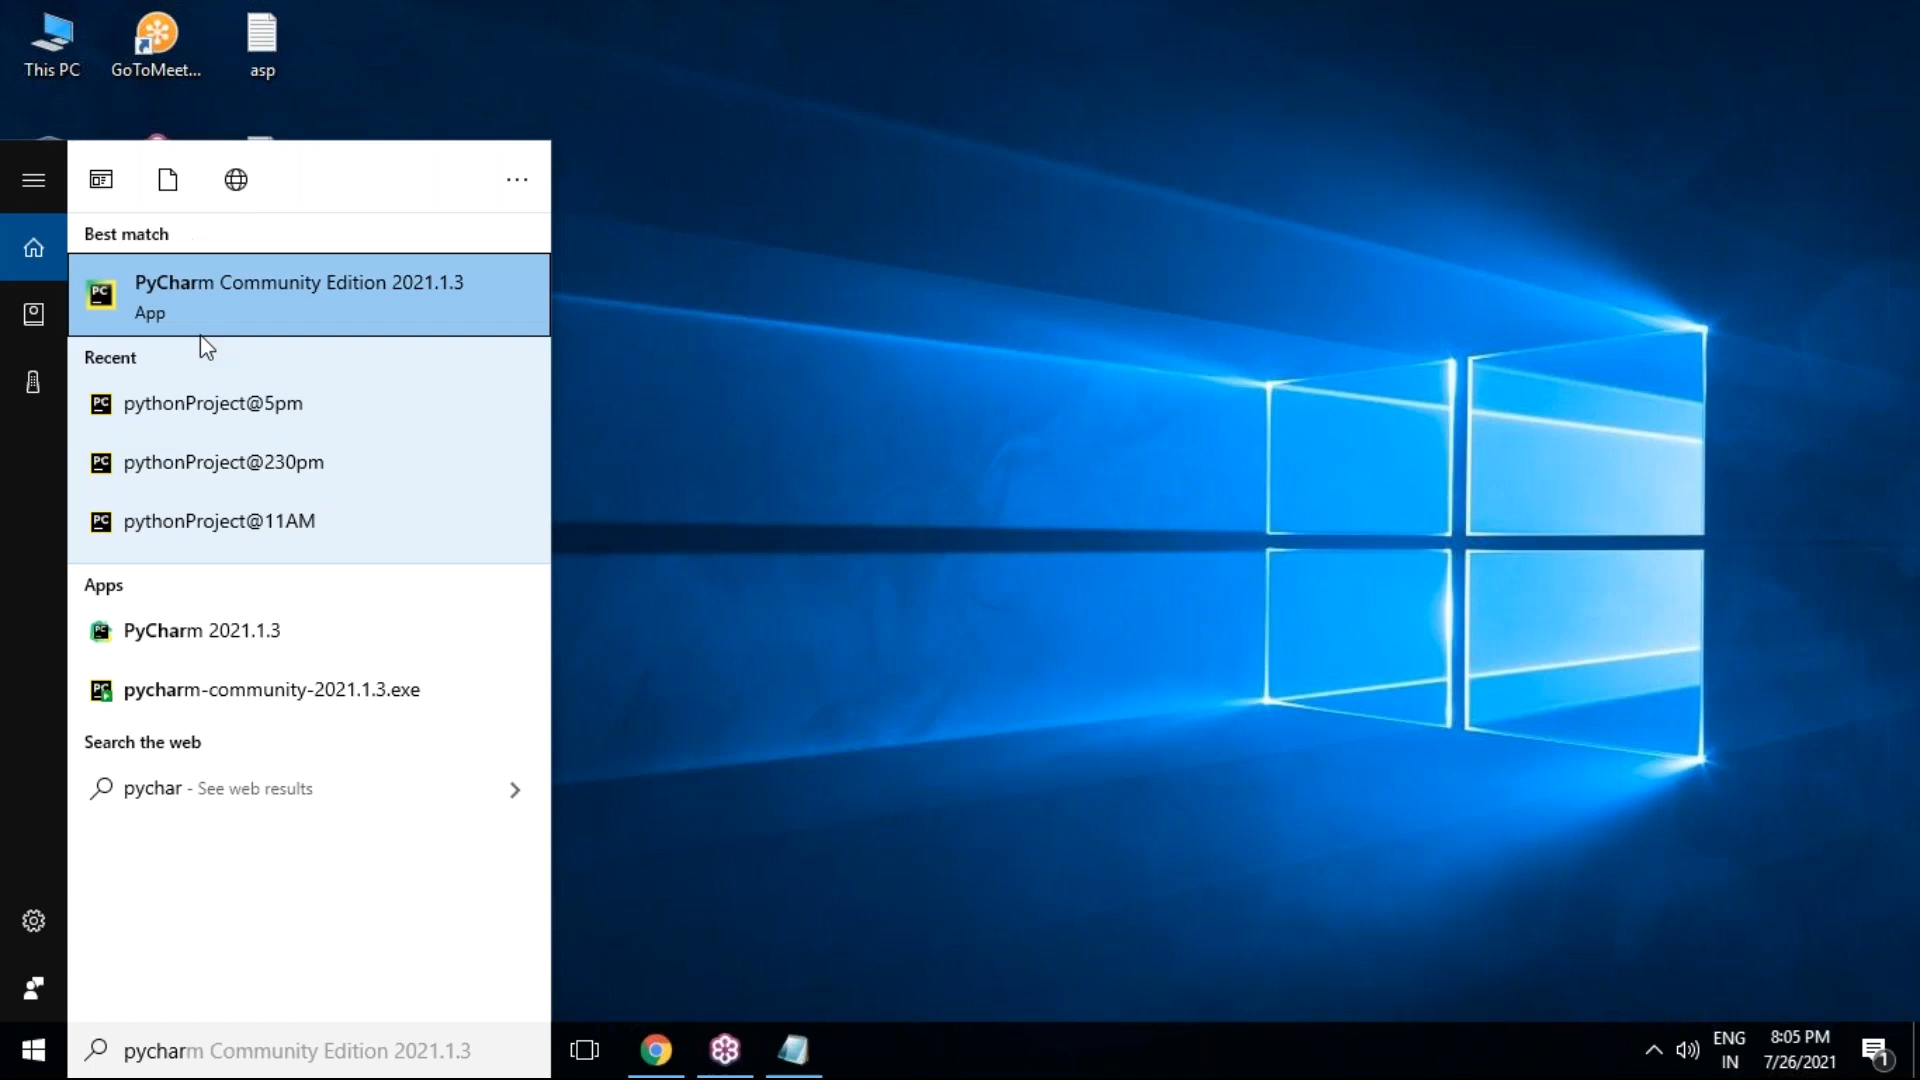 This PC
GoToMeet...
asp
Best match
PyCharm Community Edition 2021.1.3
App
Recent
pythonProject@5pm
pythonProject@230pm
pythonProject@11AM
Apps
PyCharm 2021.1.3
pycharm-community-2021.1.3.exe
Search the web
pychar - See web results
pycharm Community Edition 2021.1.3
ENG
IN
8:05 PM
7/26/2021
1